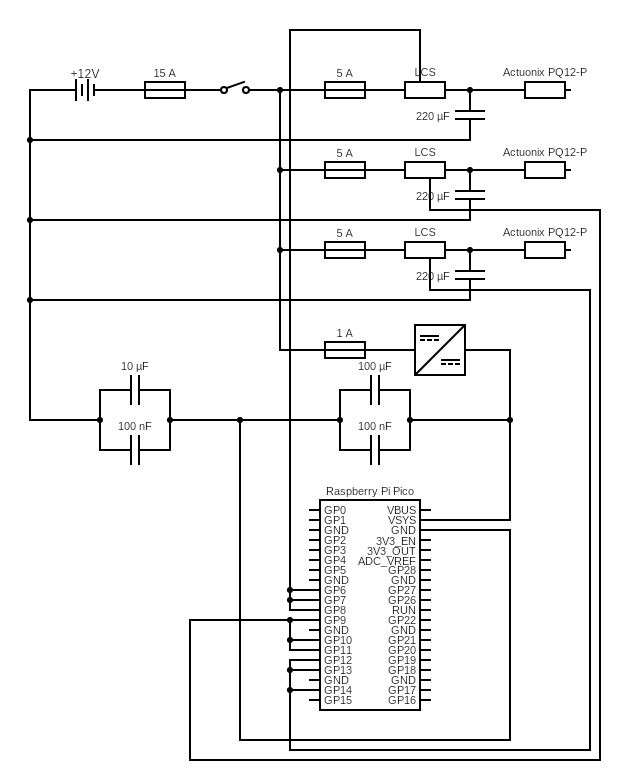 +12V 15 A 5 A LCS Actuonix PQ12-P
220 µF
5 A LCS Actuonix PQ12-P
220 µF
5 A LCS Actuonix PQ12-P
220 µF
1 A
10 µF 100 µF
100 nF 100 nF
Raspberry Pi Pico
GP0 VBUS
GP1 VSYS
GND GND
GP2 3V3_EN
GP3 3V3_OUT
GP4 ADC_VREF
GP5 GP28
GND GND
GP6 GP27
GP7 GP26
GP8 RUN
GP9 GP22
GND GND
GP10 GP21
GP11 GP20
GP12 GP19
GP13 GP18
GND GND
GP14 GP17
GP15 GP16